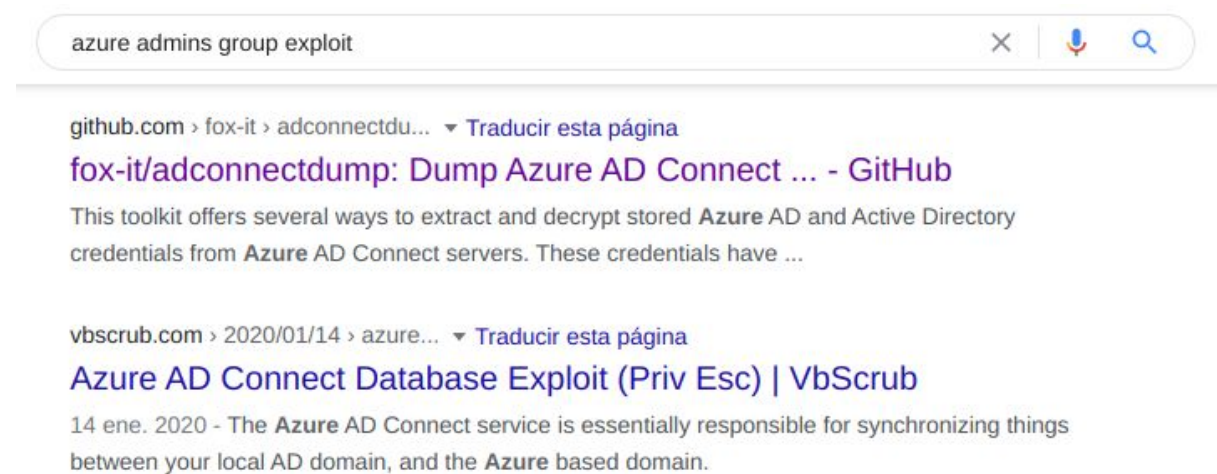 azure admins group exploit
github.com › fox-it › adconnectdu... Traducir esta página
fox-it/adconnectdump: Dump Azure AD Connect ... - GitHub
This toolkit offers several ways to extract and decrypt stored Azure AD and Active Directory
credentials from Azure AD Connect servers. These credentials have ...
vbscrub.com › 2020/01/14 › azure... Traducir esta página
Azure AD Connect Database Exploit (Priv Esc) | VbScrub
14 ene. 2020 - The Azure AD Connect service is essentially responsible for synchronizing things
between your local AD domain, and the Azure based domain.